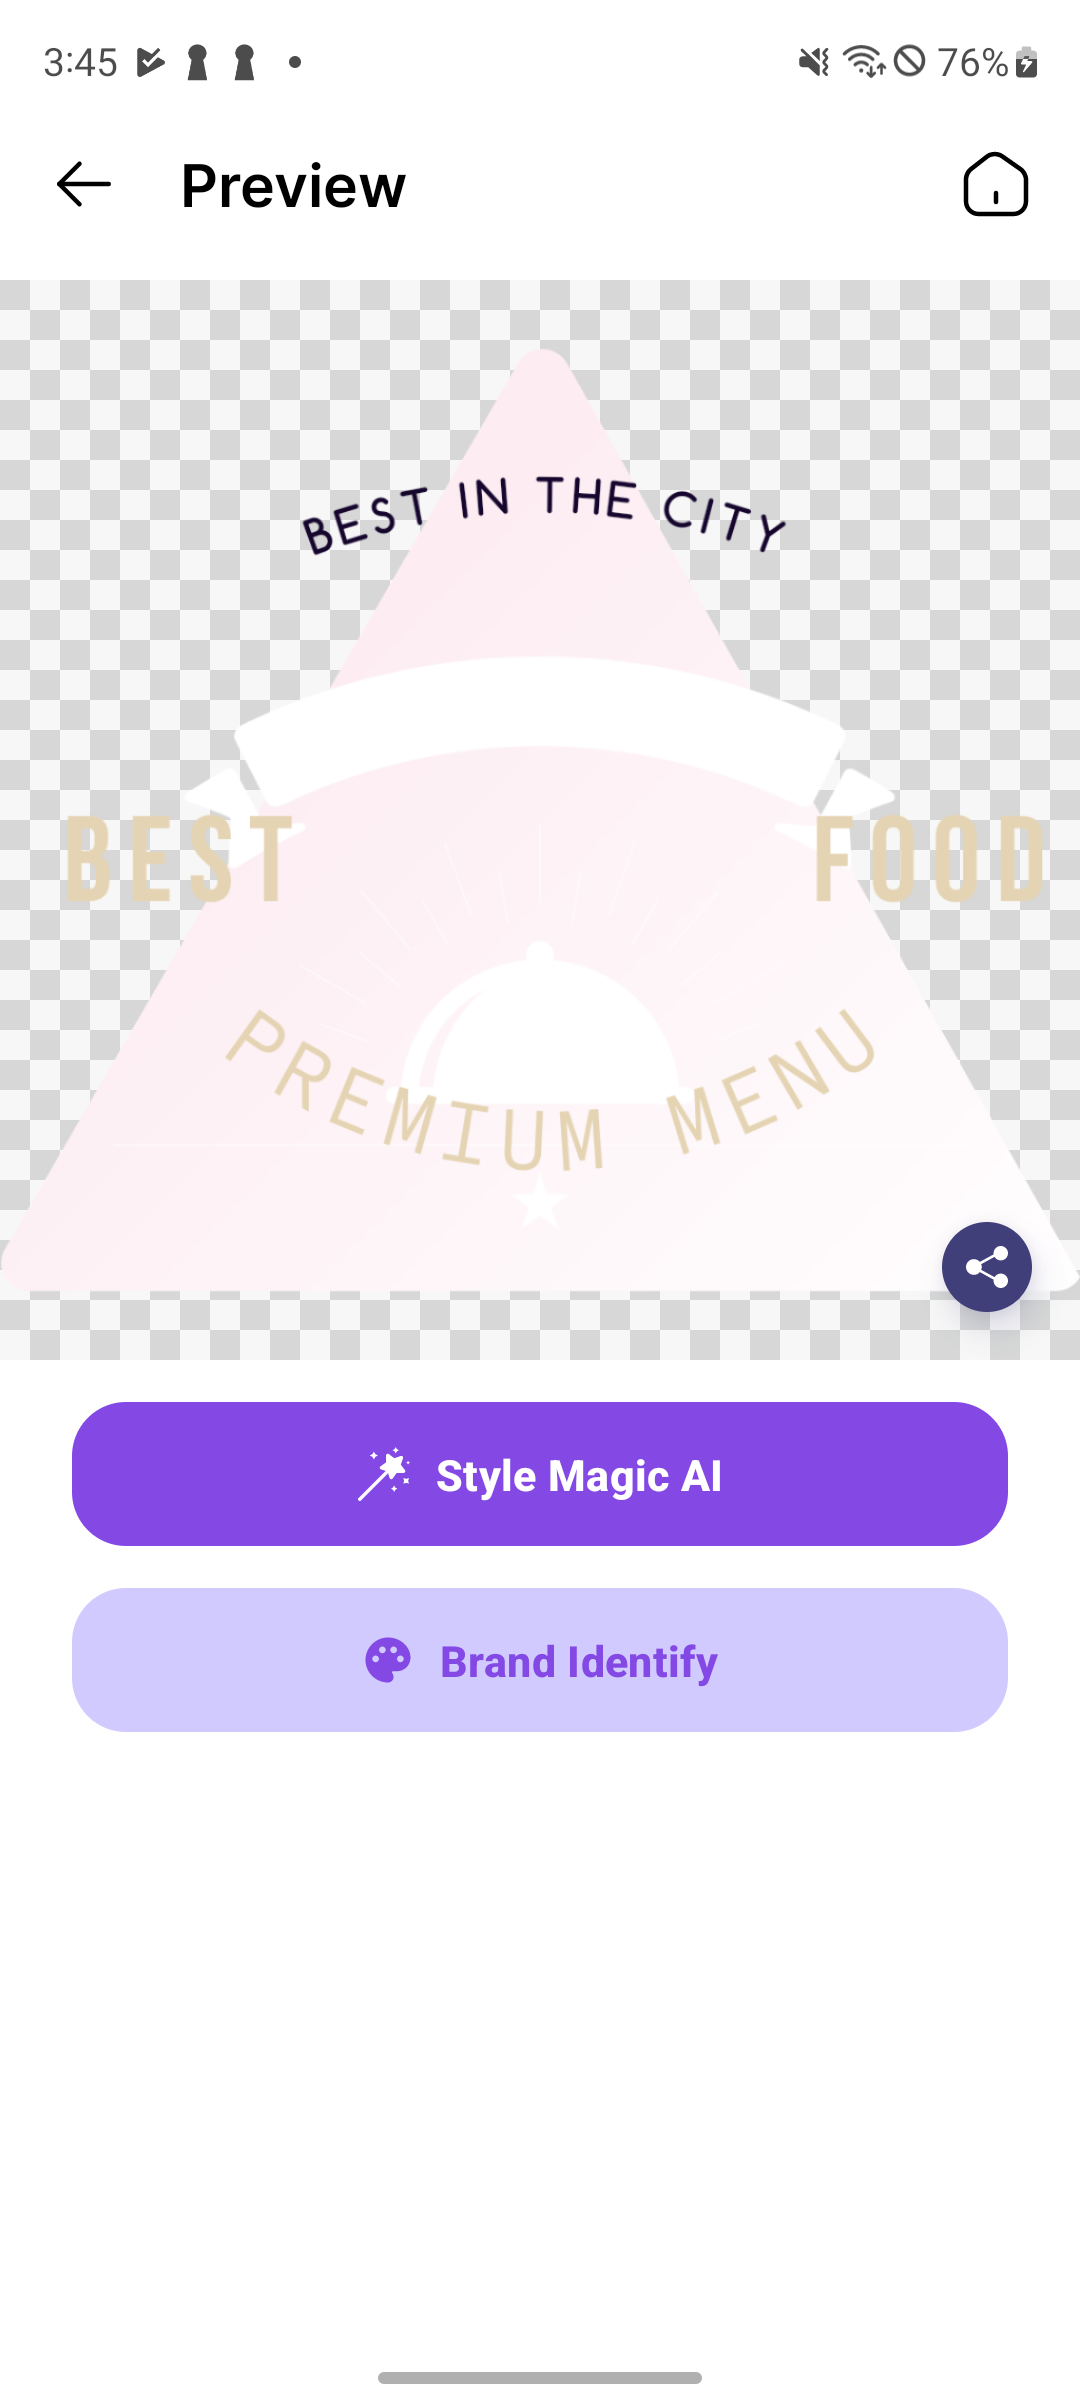 3:45
76%
Preview
BEST IN THE CITY
BEST FOOD
PREMIUM MENU
Style Magic AI
Brand Identify